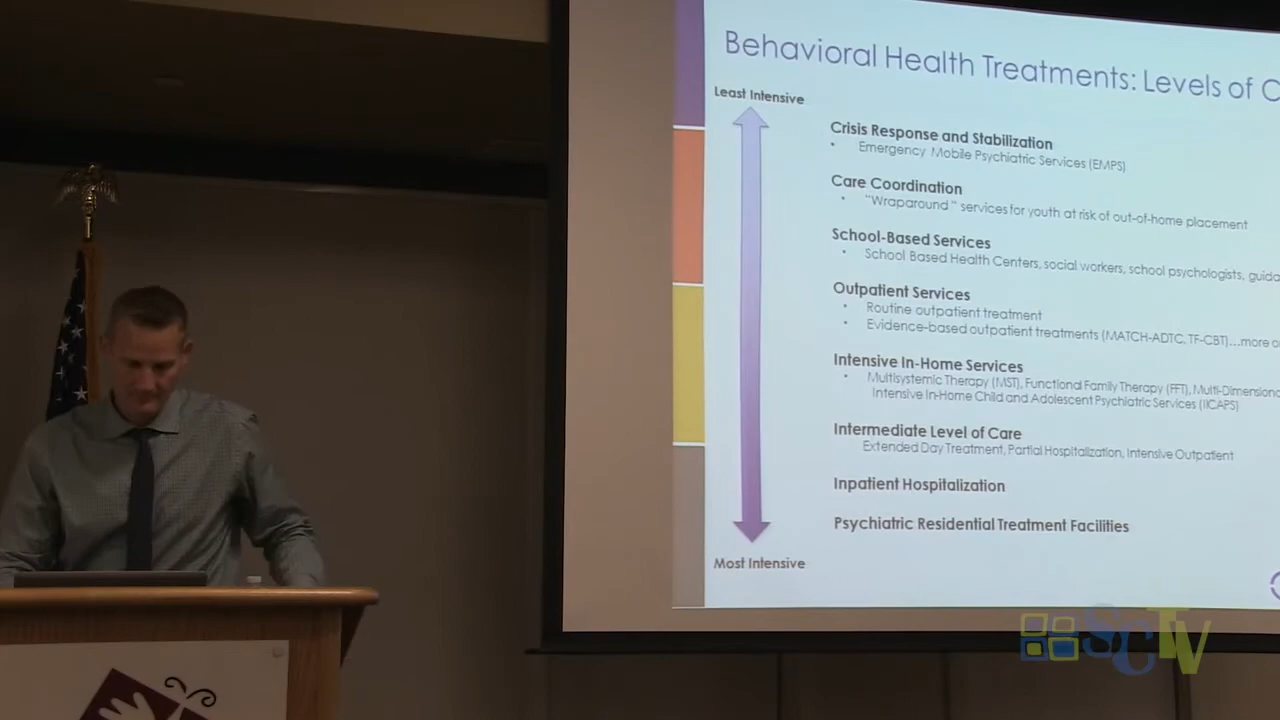 Behavioral Health Treatments: Levels of
Least Intensive
Crisis Response and Stabilization
• Emergency Mobile Psychiatric Services (EMPS)
Care Coordination
• "Wraparound" services for youth at risk of out-of-home placement
School-Based Services
• School Based Health Centers, social workers, school psychologists,
Outpatient Services
• Routine outpatient treatment
• Evidence-based outpatient treatments (MATCH-ADTC, TF-CBT)...more
Intensive In-Home Services
• Multisystemic Therapy (MST), Functional Family Therapy (FFT), Multi-Dimensional
Intensive In-Home Child and Adolescent Psychiatric Services (IICAPS)
Intermediate Level of Care
Extended Day Treatment, Partial Hospitalization, Intensive Outpatient
Inpatient Hospitalization
Psychiatric Residential Treatment Facilities
Most Intensive
SCTV